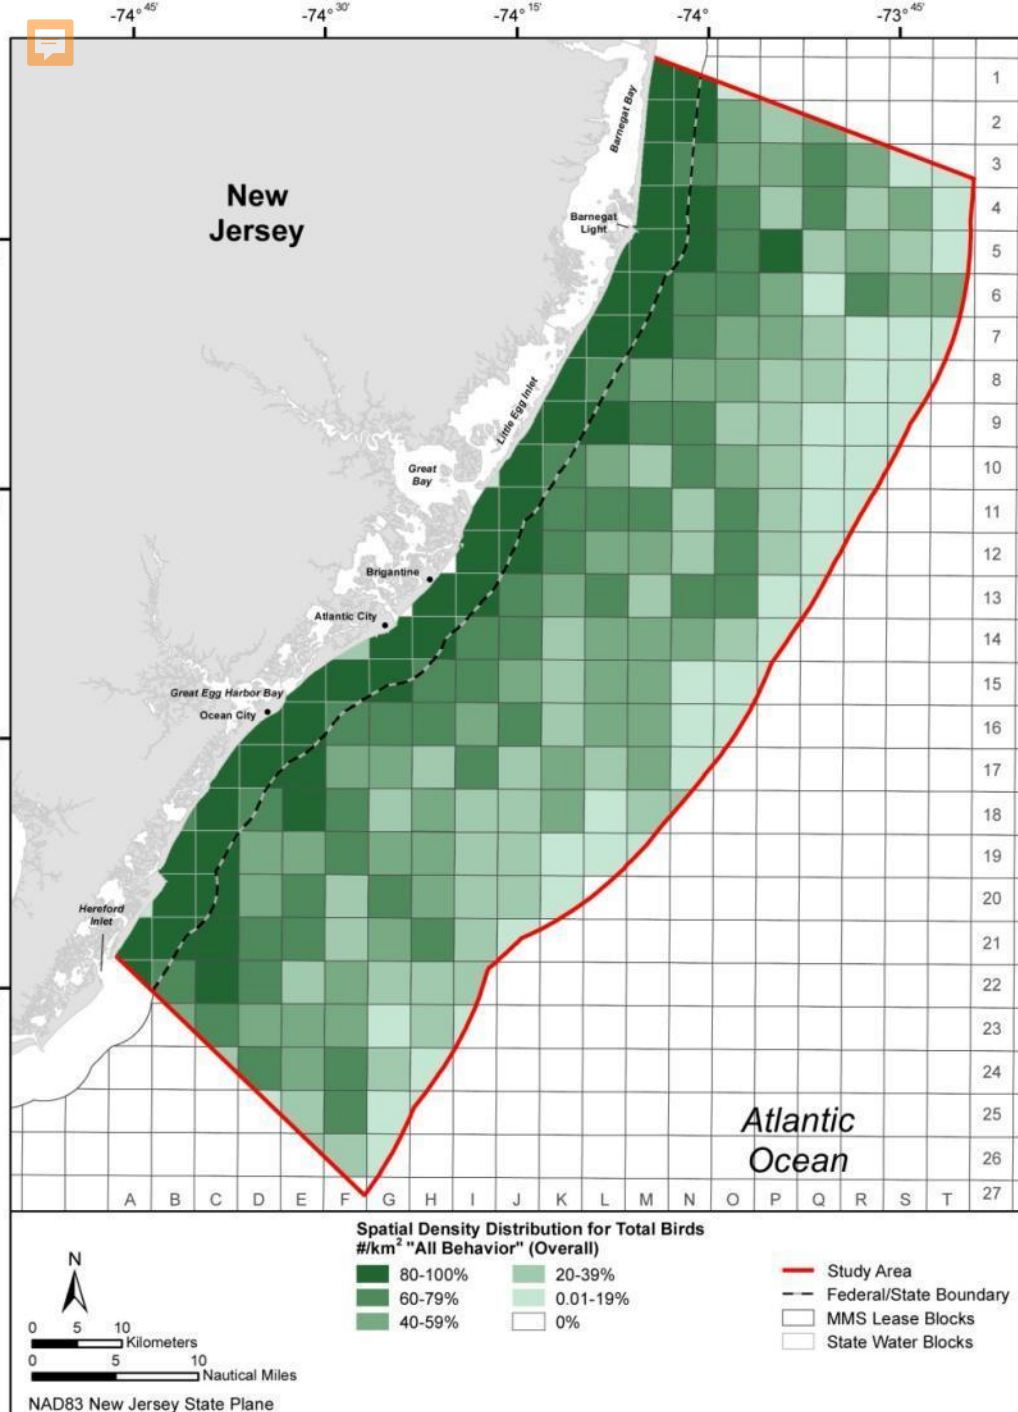 -74°45'
-74°30'
-74°15'
-74°
-73°45'
1
2
3
4
5
6
7
8
9
10
11
12
13
14
15
16
17
18
19
20
21
22
23
24
25
26
27
Barnegat Bay
New
Jersey
Barnegat
Light
Little Egg Inlet
Great
Bay
Brigantine
Atlantic City
Great Egg Harbor Bay
Ocean City
Hereford
Inlet
Atlantic
Ocean
A B C D E F G H I J K L M N O P Q R S T
Spatial Density Distribution for Total Birds
#/km² "All Behavior" (Overall)
80-100%
60-79%
40-59%
20-39%
0.01-19%
0%
Study Area
Federal/State Boundary
MMS Lease Blocks
State Water Blocks
N
0 5 10
Kilometers
0 5 10
Nautical Miles
NAD83 New Jersey State Plane